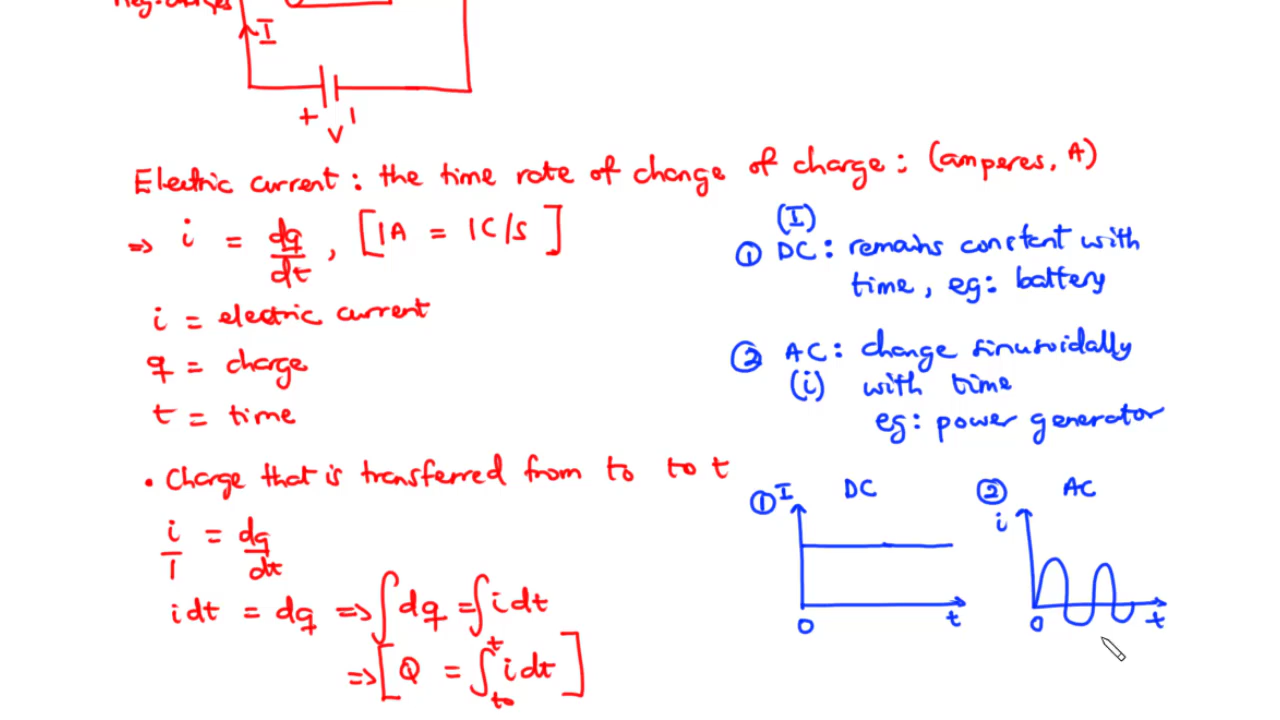 I
+ V ı
Electric current : the time rate of change of charge : (amperes, A)
⇒ i = dq/dt , [1A = 1C/s]
i = electric current
q = charge
t = time
• Charge that is transferred from to to t
i/1 = dq/dt
idt = dq ⇒ ∫dq = ∫idt
⇒ [Q = ∫_to^t idt]
(I)
① DC : remains constent with
time , eg : battery
② AC : change sinusoidally
(i) with time
eg : power generator
① I DC
0 t
② AC
i
0 t